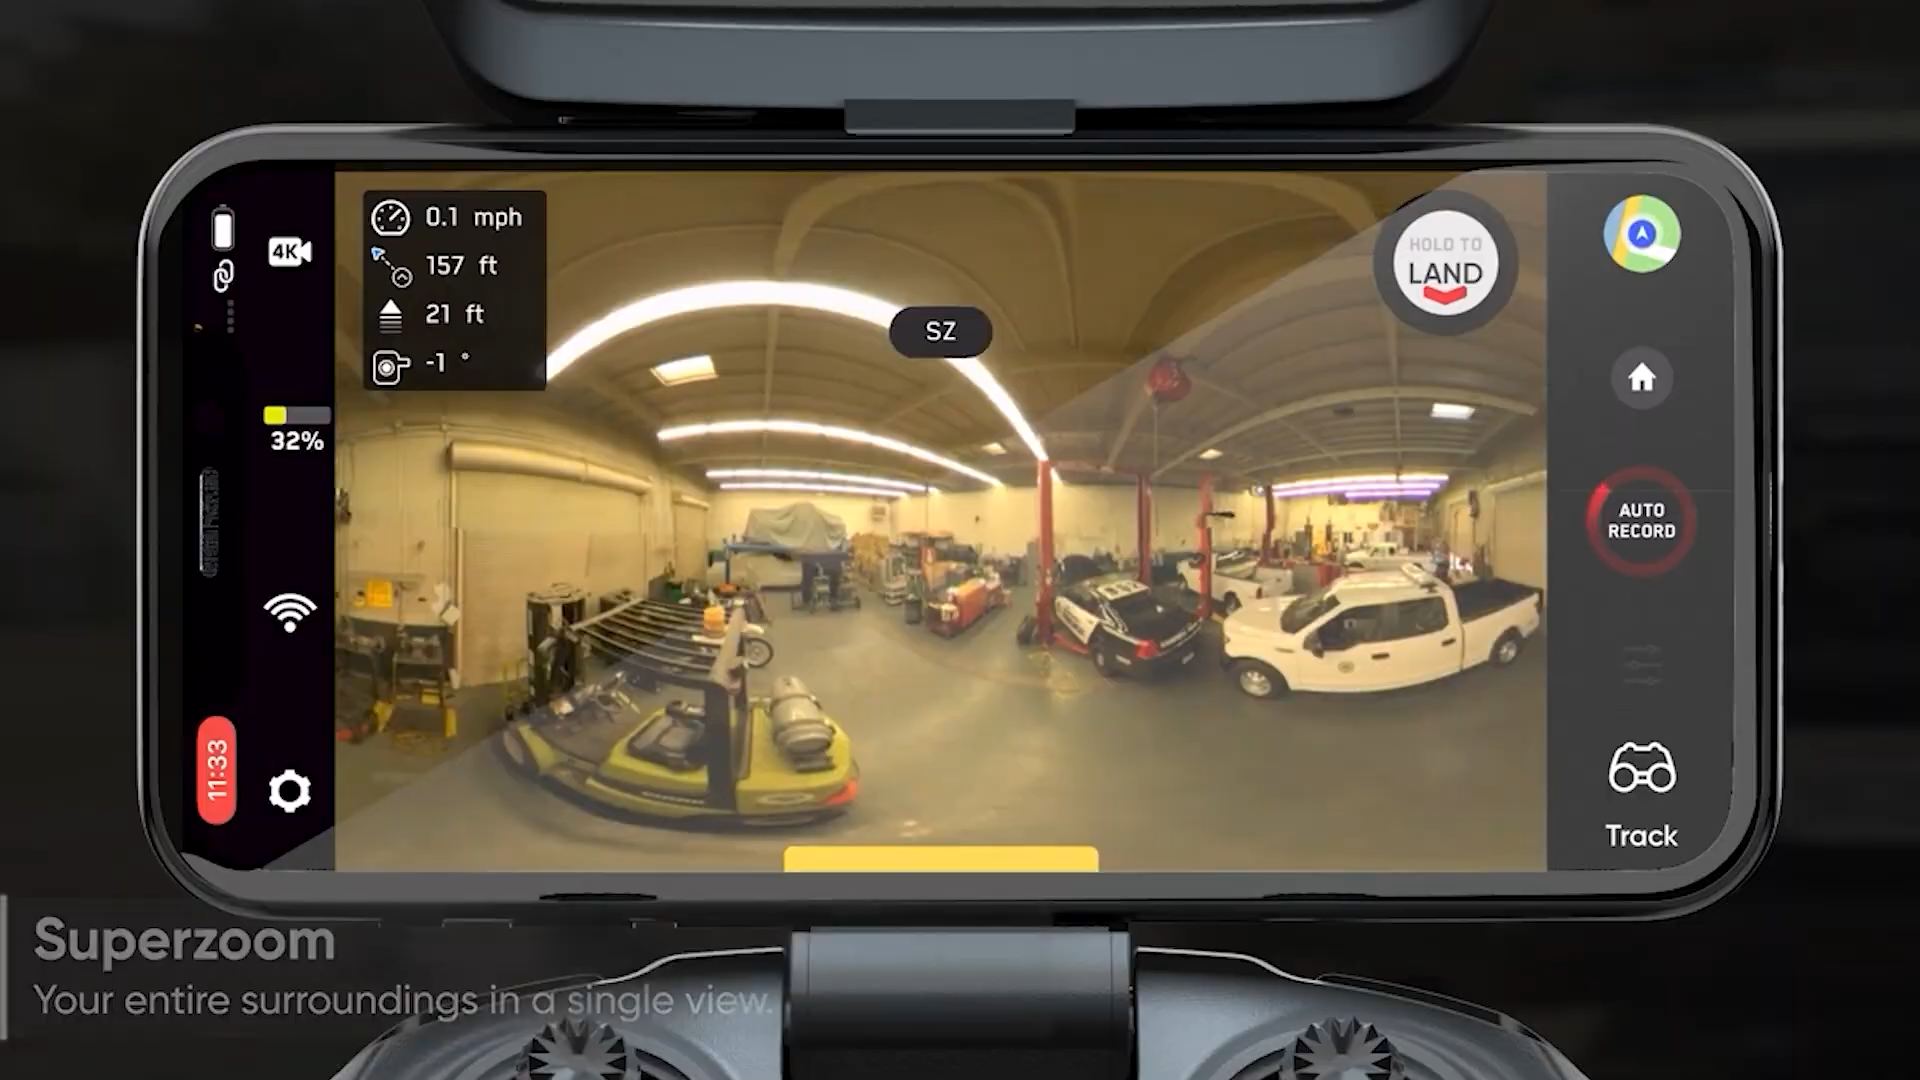 4K
0.1 mph
157 ft
21 ft
-1 °
SZ
HOLD TO
LAND
32%
AUTO
RECORD
11:33
Track
Superzoom
Your entire surroundings in a single view.